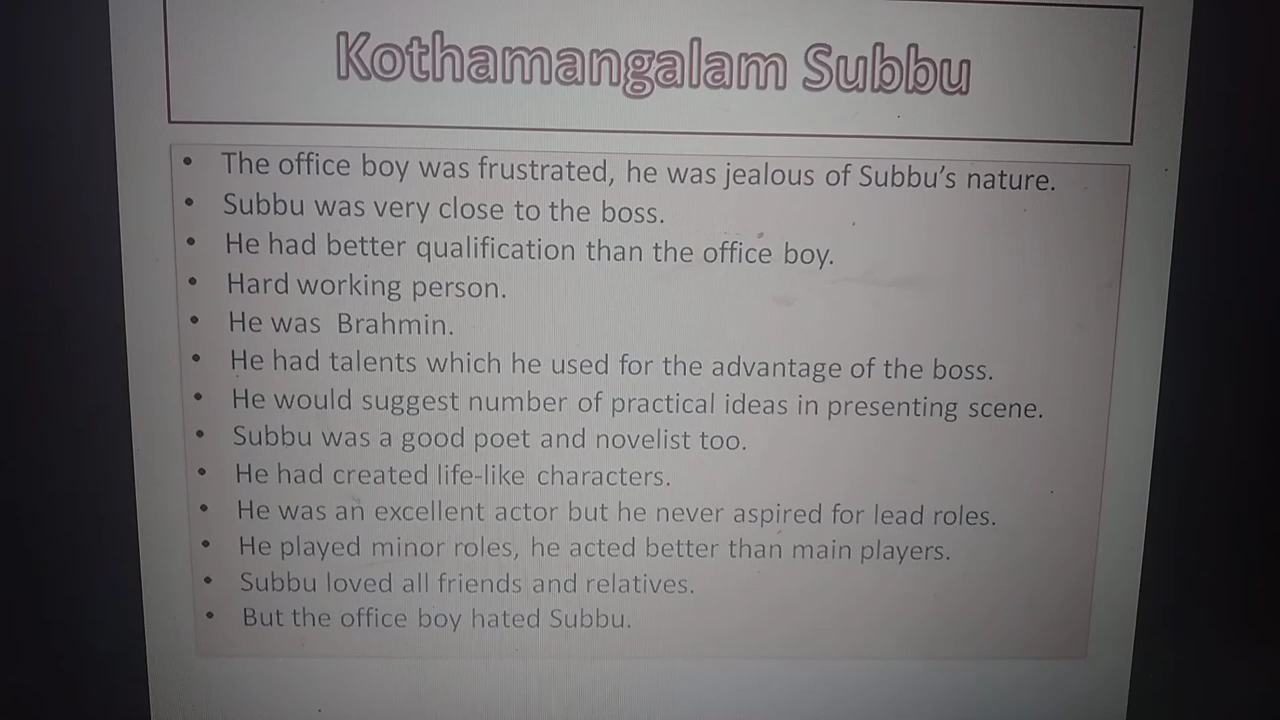 Kothamangalam Subbu
• The office boy was frustrated, he was jealous of Subbu's nature.
• Subbu was very close to the boss.
• He had better qualification than the office boy.
• Hard working person.
• He was Brahmin.
• He had talents which he used for the advantage of the boss.
• He would suggest number of practical ideas in presenting scene.
• Subbu was a good poet and novelist too.
• He had created life-like characters.
• He was an excellent actor but he never aspired for lead roles.
• He played minor roles, he acted better than main players.
• Subbu loved all friends and relatives.
• But the office boy hated Subbu.